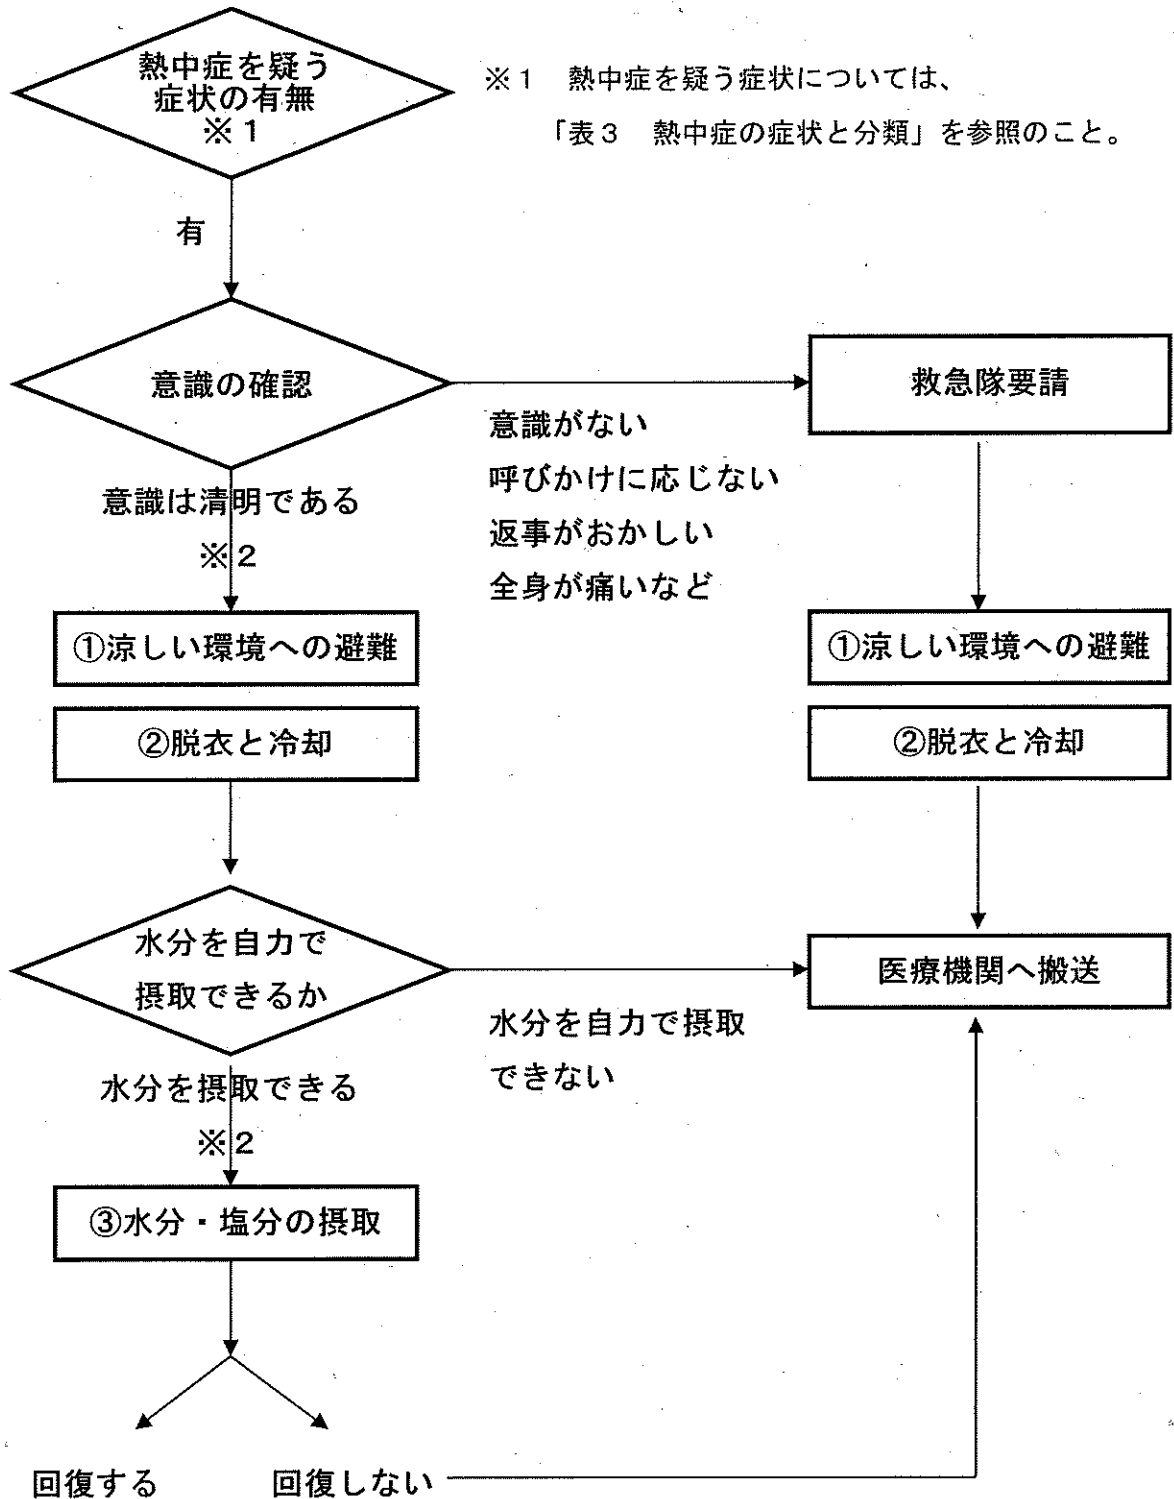 熱中症を疑う
症状の有無
※１
※１　熱中症を疑う症状については、
「表３　熱中症の症状と分類」を参照のこと。
有
意識の確認
救急隊要請
意識がない
呼びかけに応じない
返事がおかしい
全身が痛いなど
意識は清明である
※２
①涼しい環境への避難
①涼しい環境への避難
②脱衣と冷却
②脱衣と冷却
水分を自力で
摂取できるか
医療機関へ搬送
水分を自力で摂取
できない
水分を摂取できる
※２
③水分・塩分の摂取
回復する
回復しない